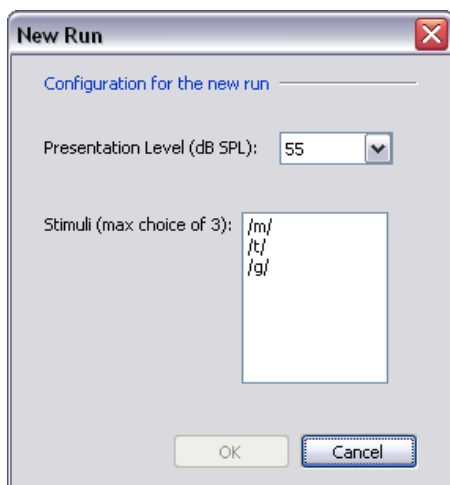 New Run
Configuration for the new run
Presentation Level (dB SPL): 55
Stimuli (max choice of 3): /m/
/t/
/g/
OK Cancel